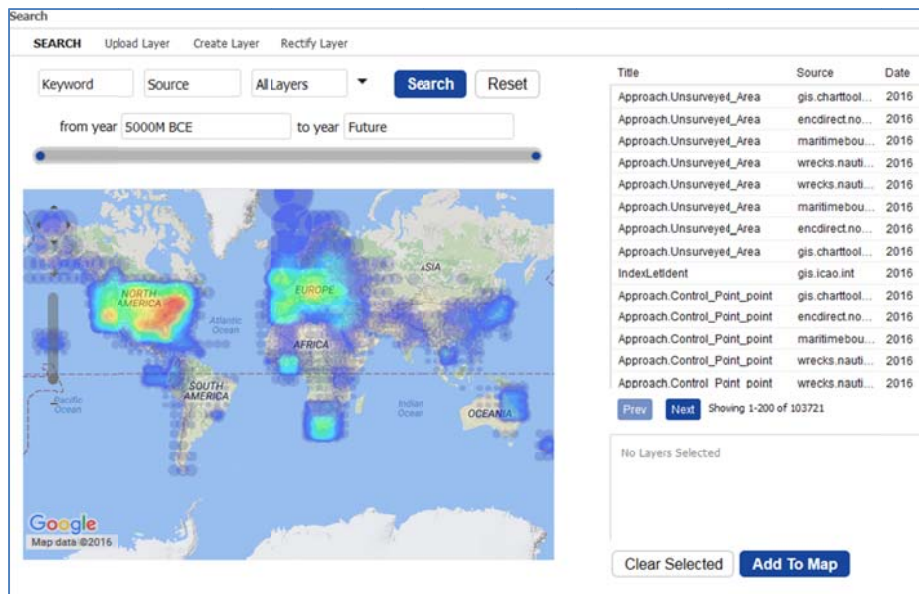 Search
SEARCH Upload Layer Create Layer Rectify Layer
Keyword Source All Layers Search Reset
from year 5000M BCE to year Future
NORTH AMERICA
EUROPE
ASIA
Atlantic Ocean
AFRICA
Pacific Ocean
SOUTH AMERICA
Indian Ocean
OCEANIA
Google
Map data ©2016
Title Source Date
Approach.Unsurveyed_Area gis.charttool... 2016
Approach.Unsurveyed_Area encdirect.no... 2016
Approach.Unsurveyed_Area maritimebou... 2016
Approach.Unsurveyed_Area wrecks.nauti... 2016
Approach.Unsurveyed_Area wrecks.nauti... 2016
Approach.Unsurveyed_Area maritimebou... 2016
Approach.Unsurveyed_Area encdirect.no... 2016
Approach.Unsurveyed_Area gis.charttool... 2016
IndexLetIdent gis.icao.int 2016
Approach.Control_Point_point gis.charttool... 2016
Approach.Control_Point_point encdirect.no... 2016
Approach.Control_Point_point maritimebou... 2016
Approach.Control_Point_point wrecks.nauti... 2016
Approach.Control_Point_point wrecks.nauti... 2016
Prev Next Showing 1-200 of 103721
No Layers Selected
Clear Selected Add To Map